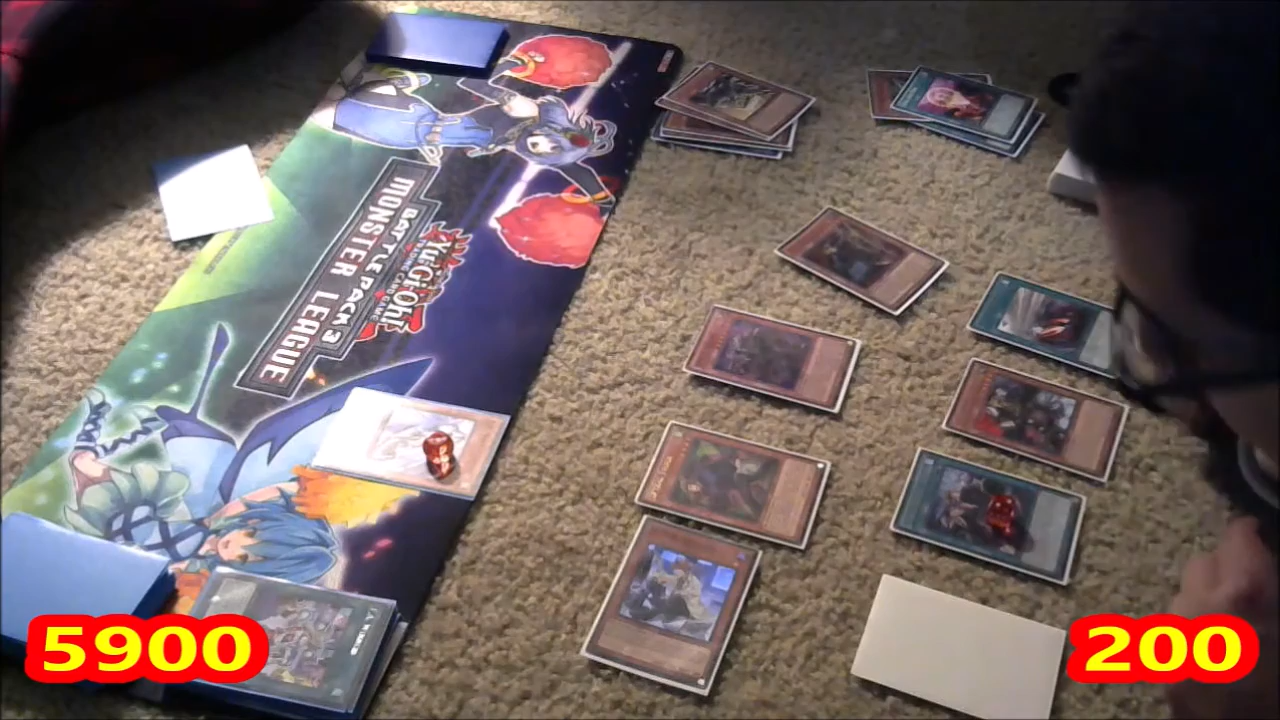 Yu-Gi-Oh!
TRADING CARD GAME
BATTLE PACK 3
MONSTER LEAGUE
5900
200